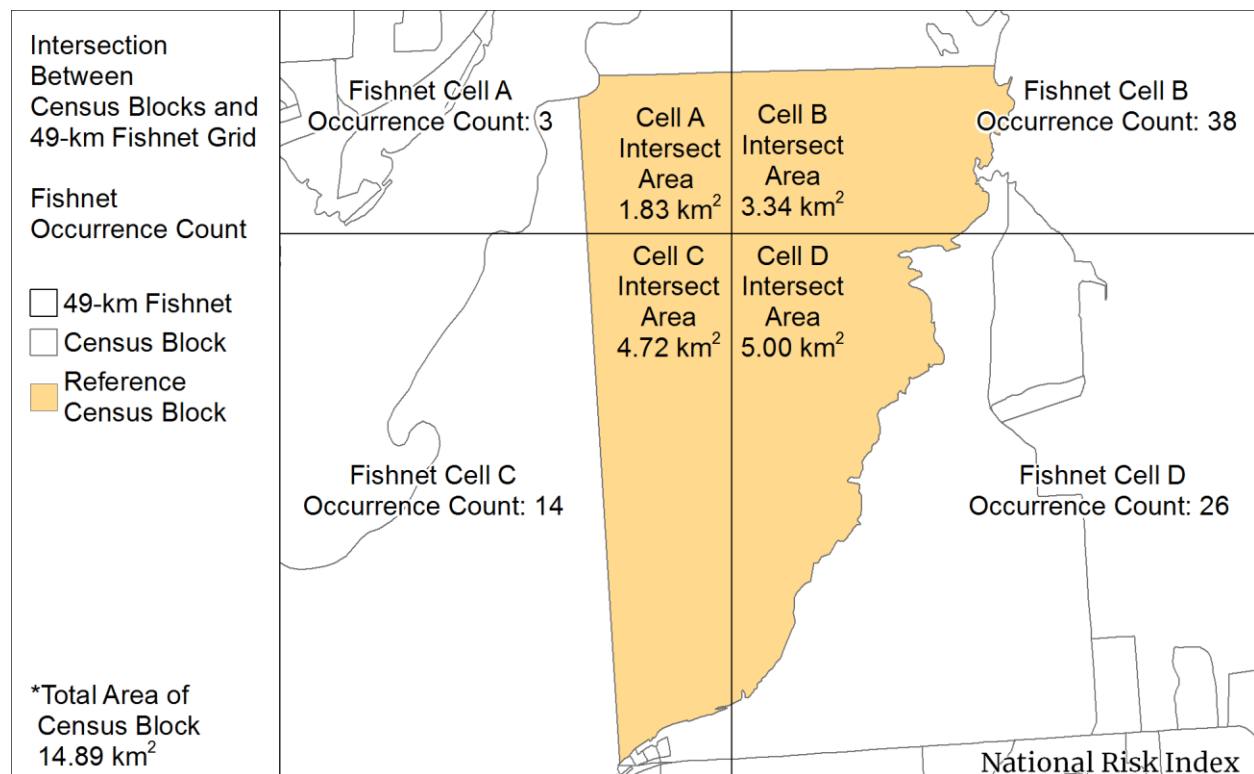 Intersection
Between
Census Blocks and
49-km Fishnet Grid
Fishnet
Occurrence Count
49-km Fishnet
Census Block
Reference
Census Block
*Total Area of
Census Block
14.89 km²
Fishnet Cell A
Occurrence Count: 3
Cell A
Intersect
Area
1.83 km²
Cell B
Intersect
Area
3.34 km²
Fishnet Cell B
Occurrence Count: 38
Cell C
Intersect
Area
4.72 km²
Cell D
Intersect
Area
5.00 km²
Fishnet Cell C
Occurrence Count: 14
Fishnet Cell D
Occurrence Count: 26
National Risk Index